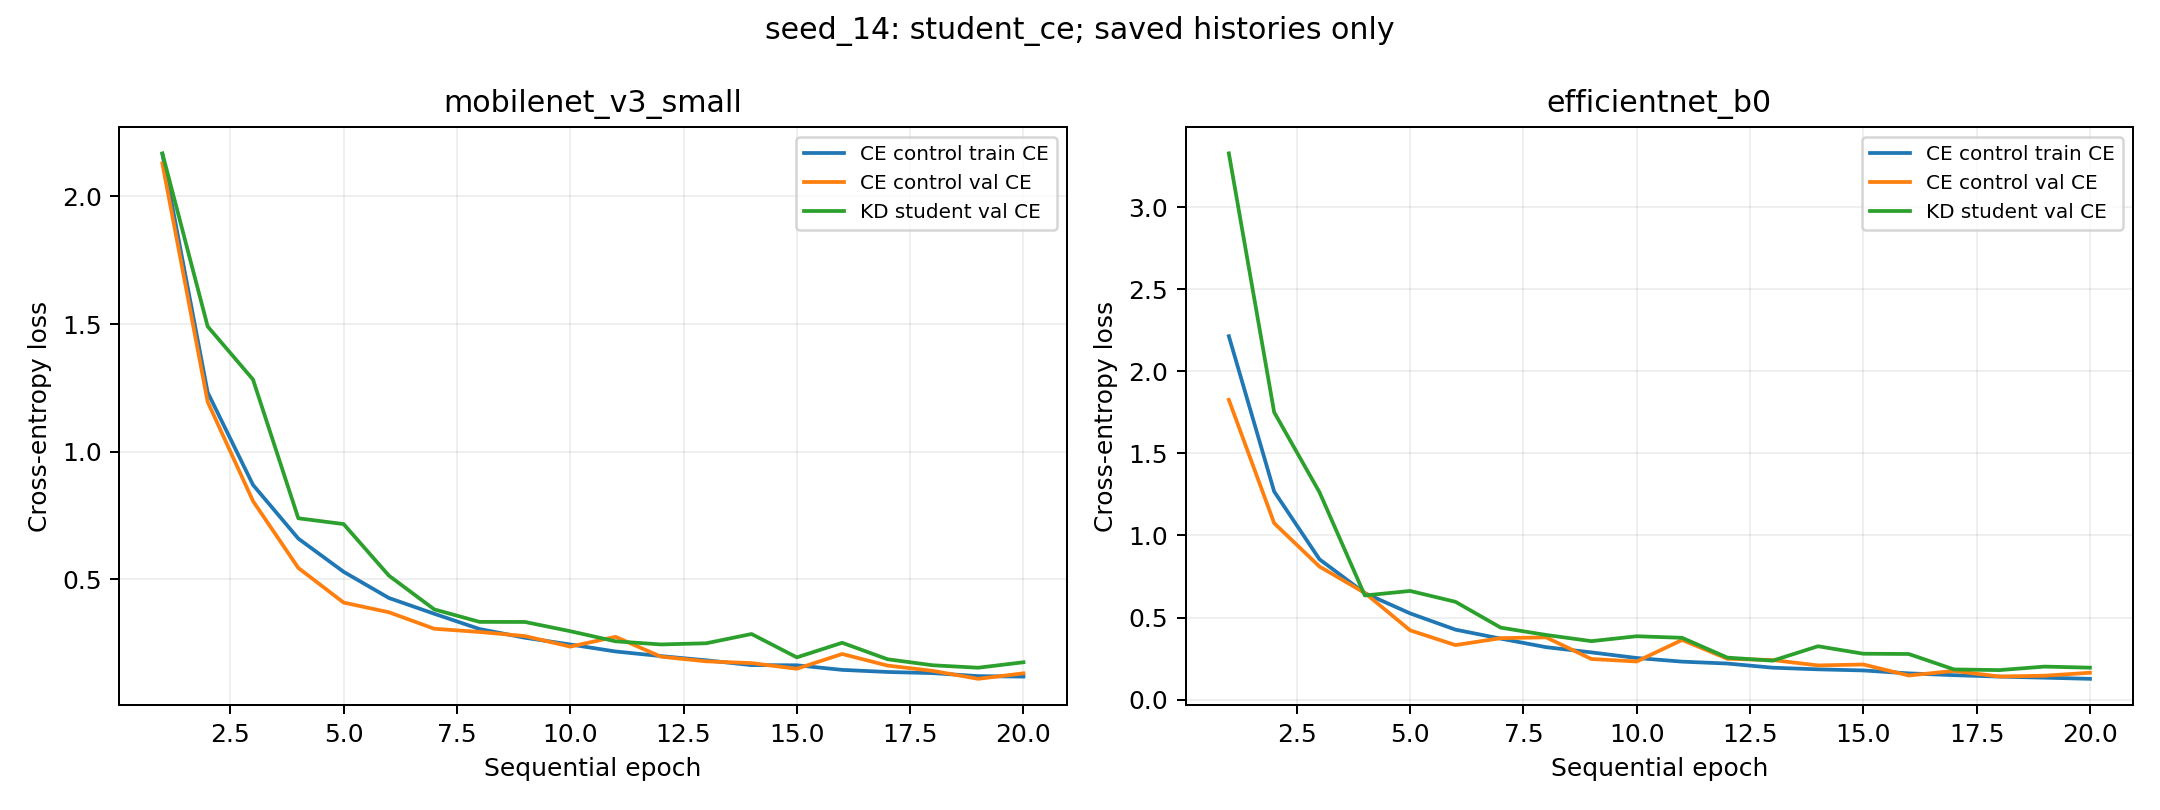 seed_14: student_ce; saved histories only
mobilenet_v3_small
CE control train CE
CE control val CE
KD student val CE
Cross-entropy loss
2.0
1.5
1.0
0.5
2.5
5.0
7.5
10.0
12.5
15.0
17.5
20.0
Sequential epoch
efficientnet_b0
CE control train CE
CE control val CE
KD student val CE
Cross-entropy loss
3.0
2.5
2.0
1.5
1.0
0.5
0.0
2.5
5.0
7.5
10.0
12.5
15.0
17.5
20.0
Sequential epoch